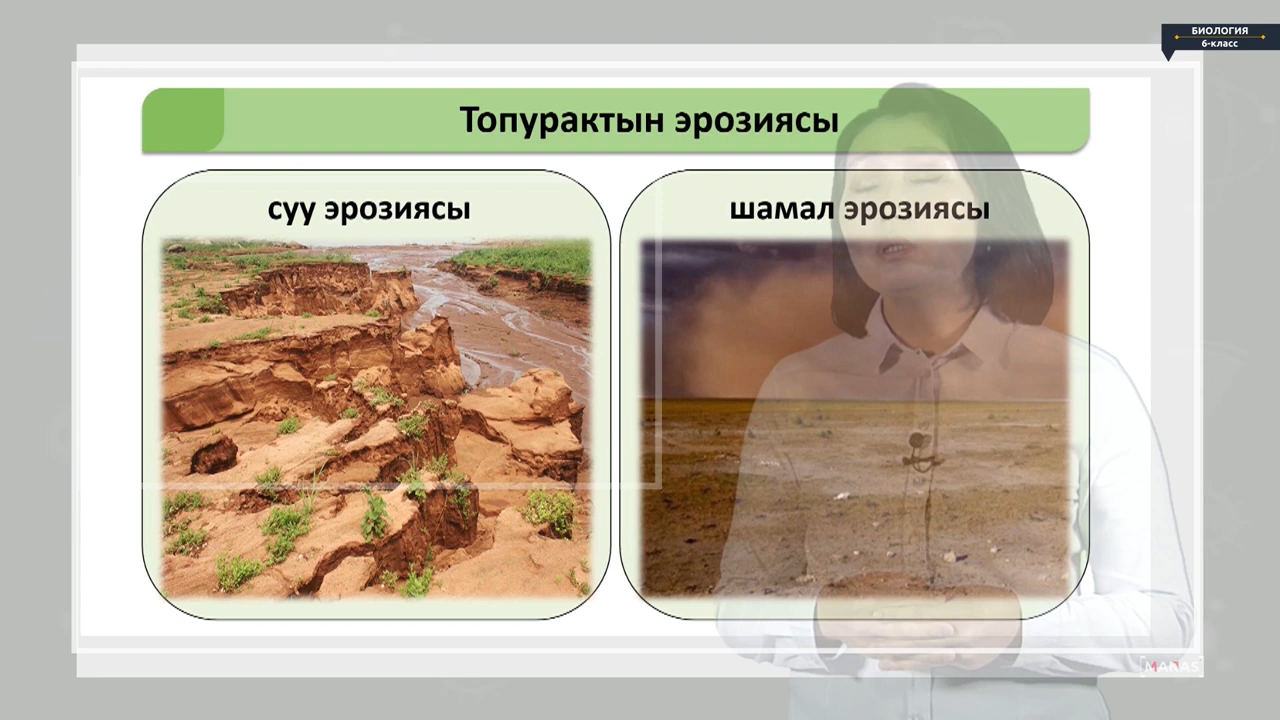 БИОЛОГИЯ
6-класс
Топурактын эрозиясы
суу эрозиясы
шамал эрозиясы
MANAS